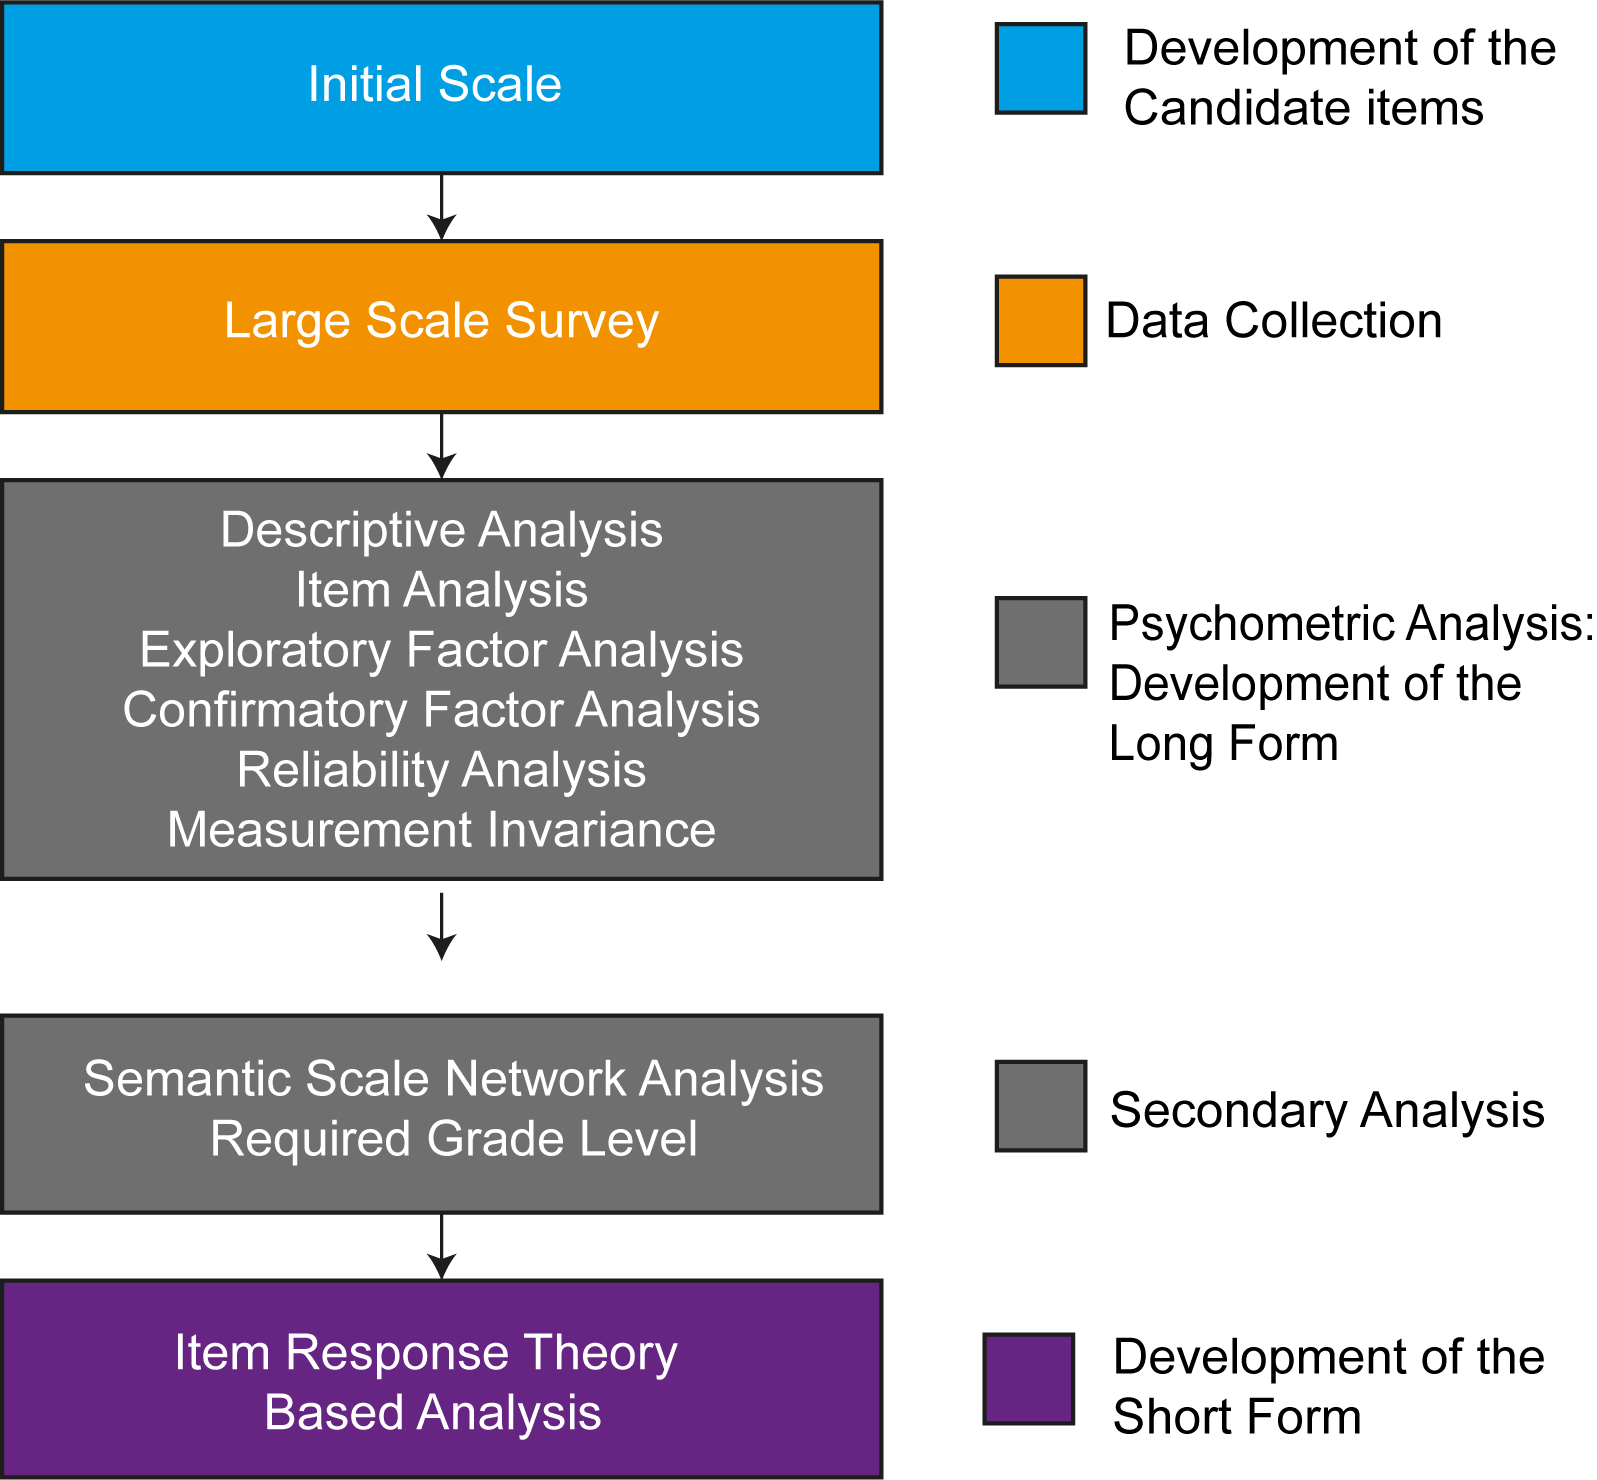 Initial Scale
Development of the
Candidate items
Large Scale Survey
Data Collection
Descriptive Analysis
Item Analysis
Exploratory Factor Analysis
Confirmatory Factor Analysis
Reliability Analysis
Measurement Invariance
Psychometric Analysis:
Development of the
Long Form
Semantic Scale Network Analysis
Required Grade Level
Secondary Analysis
Item Response Theory
Based Analysis
Development of the
Short Form